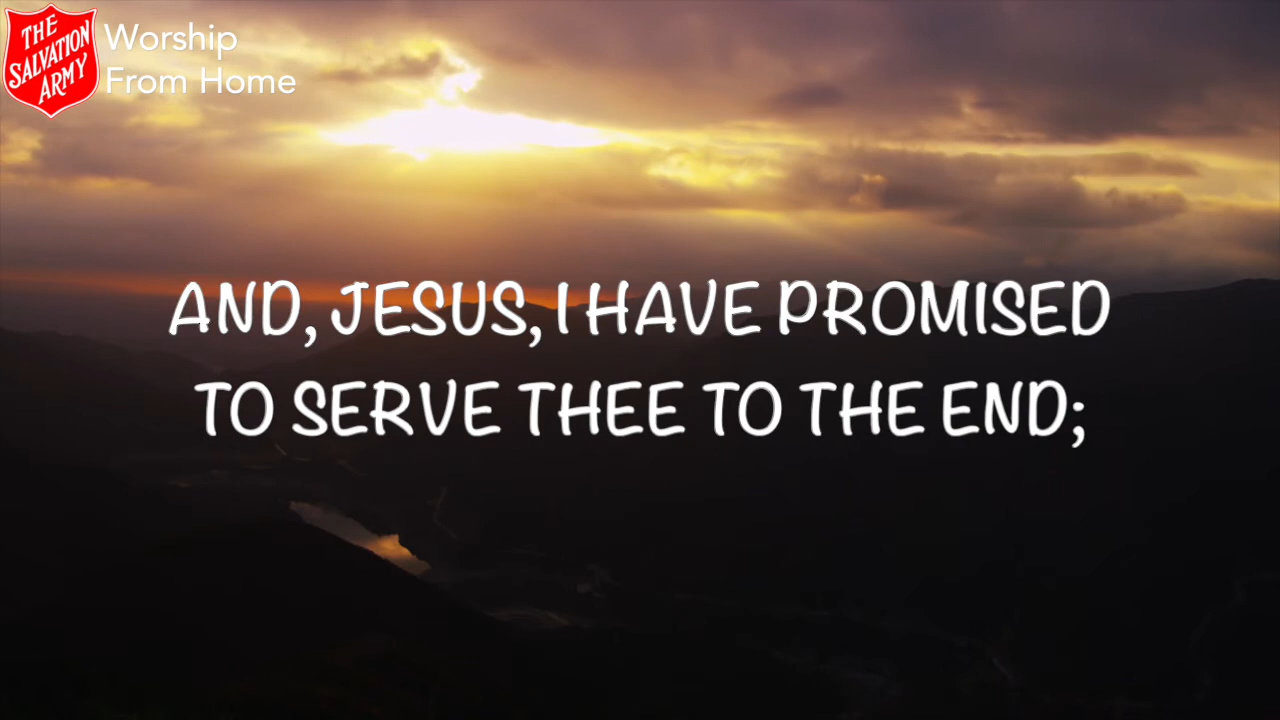 THE
SALVATION
ARMY
Worship
From Home
AND, JESUS, I HAVE PROMISED
TO SERVE THEE TO THE END;